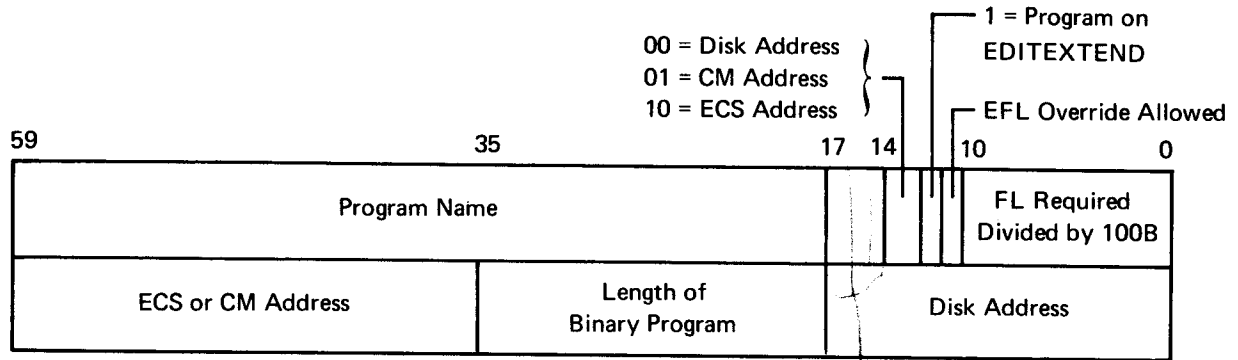 1 = Program on
EDITEXTEND
00 = Disk Address
01 = CM Address
10 = ECS Address
EFL Override Allowed
59 35 17 14 10 0
Program Name
FL Required
Divided by 100B
ECS or CM Address
Length of
Binary Program
Disk Address